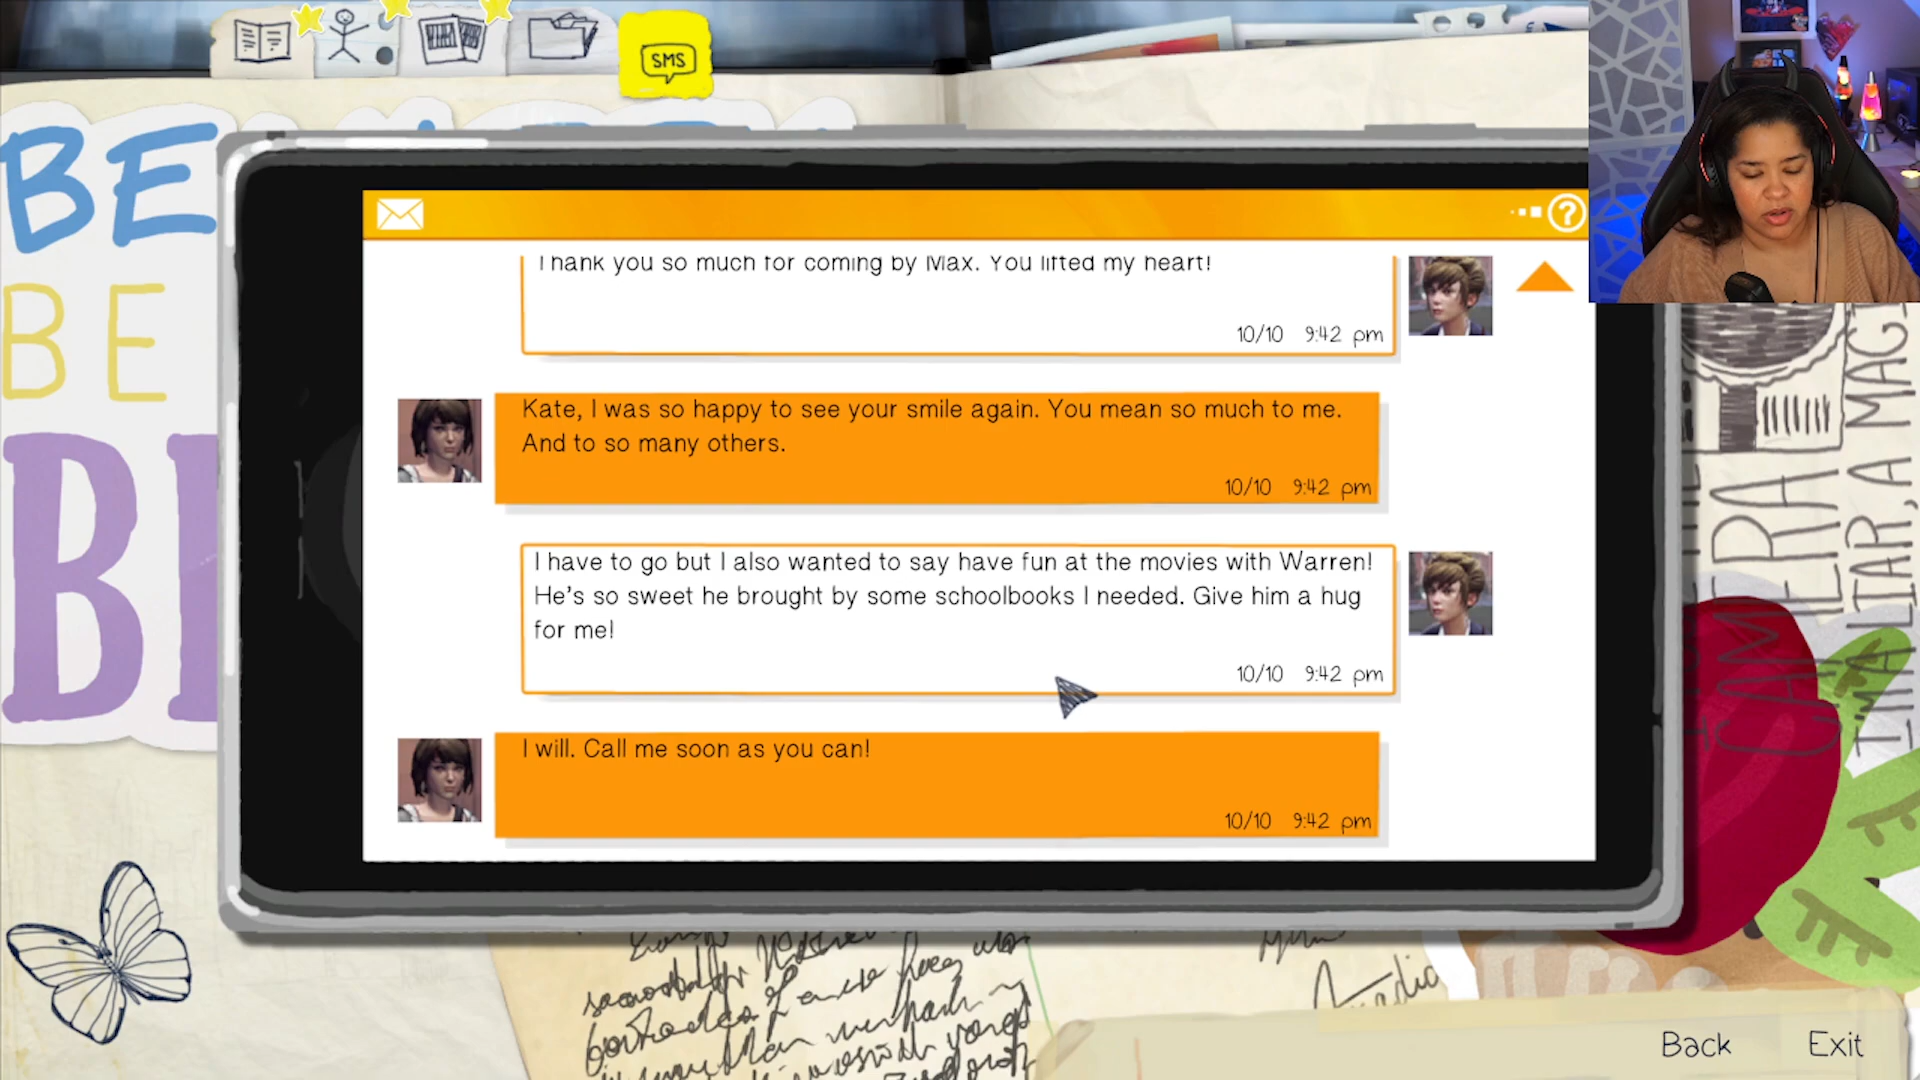 SMS
BE
BE
Thank you so much for coming by Max. You lifted my heart!
10/10 9:42 pm
Kate, I was so happy to see your smile again. You mean so much to me.
And to so many others.
10/10 9:42 pm
I have to go but I also wanted to say have fun at the movies with Warren!
He's so sweet he brought by some schoolbooks I needed. Give him a hug
for me!
10/10 9:42 pm
I will. Call me soon as you can!
10/10 9:42 pm
CAMERA
LIAR, A
Back Exit